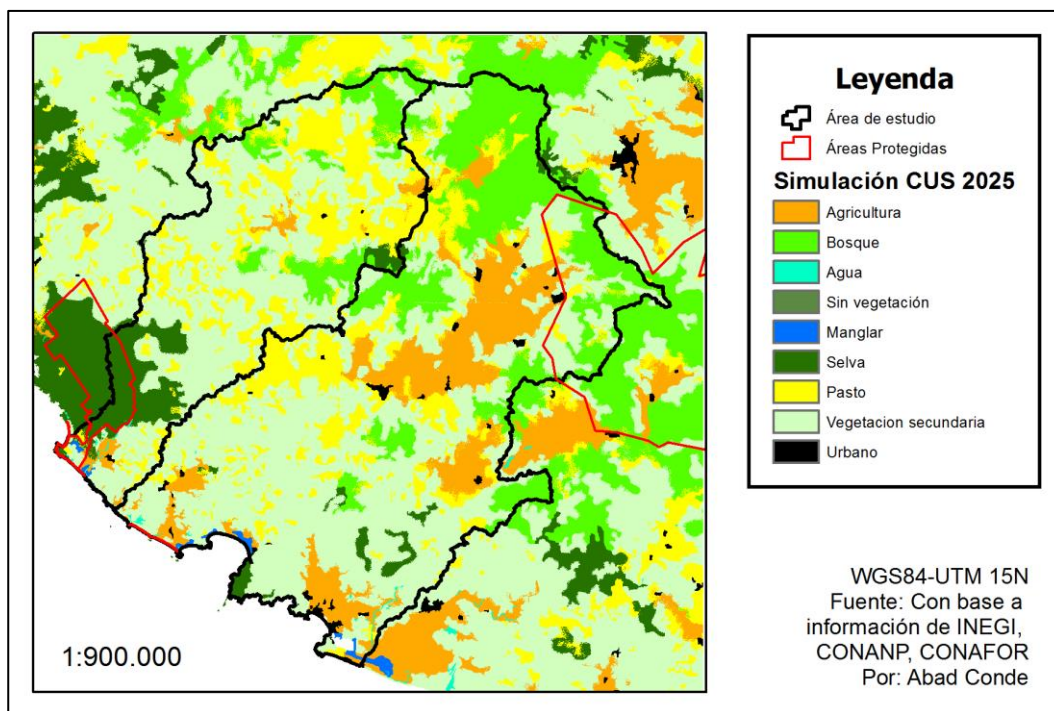 Leyenda
Área de estudio
Áreas Protegidas
Simulación CUS 2025
Agricultura
Bosque
Agua
Sin vegetación
Manglar
Selva
Pasto
Vegetacion secundaria
Urbano
1:900.000
WGS84-UTM 15N
Fuente: Con base a
información de INEGI,
CONANP, CONAFOR
Por: Abad Conde